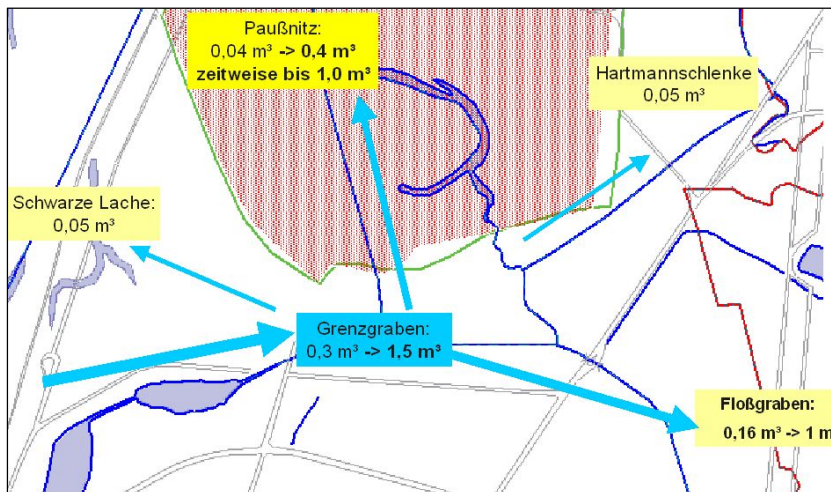 Paußnitz:
0,04 m³ -> 0,4 m³
zeitweise bis 1,0 m³
Hartmannschlenke
0,05 m³
Schwarze Lache:
0,05 m³
Grenzgraben:
0,3 m³ -> 1,5 m³
Floßgraben:
0,16 m³ -> 1 m